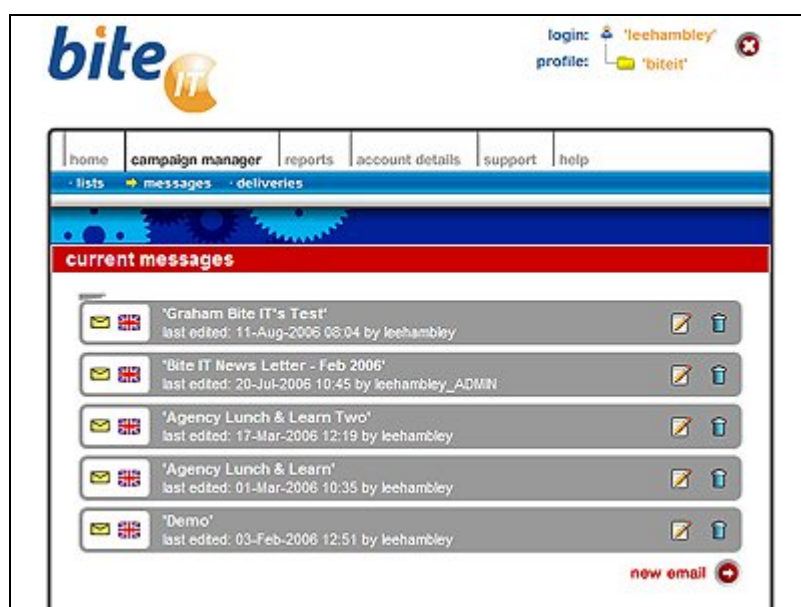 bite IT
login: 'leehambley'
profile: 'biteit'
home campaign manager reports account details support help
· lists messages · deliveries
current messages
'Graham Bite IT's Test'
last edited: 11-Aug-2006 08:04 by leehambley
'Bite IT News Letter - Feb 2006'
last edited: 20-Jul-2006 10:45 by leehambley_ADMIN
'Agency Lunch & Learn Two'
last edited: 17-Mar-2006 12:19 by leehambley
'Agency Lunch & Learn'
last edited: 01-Mar-2006 10:35 by leehambley
'Demo'
last edited: 03-Feb-2006 12:51 by leehambley
new email